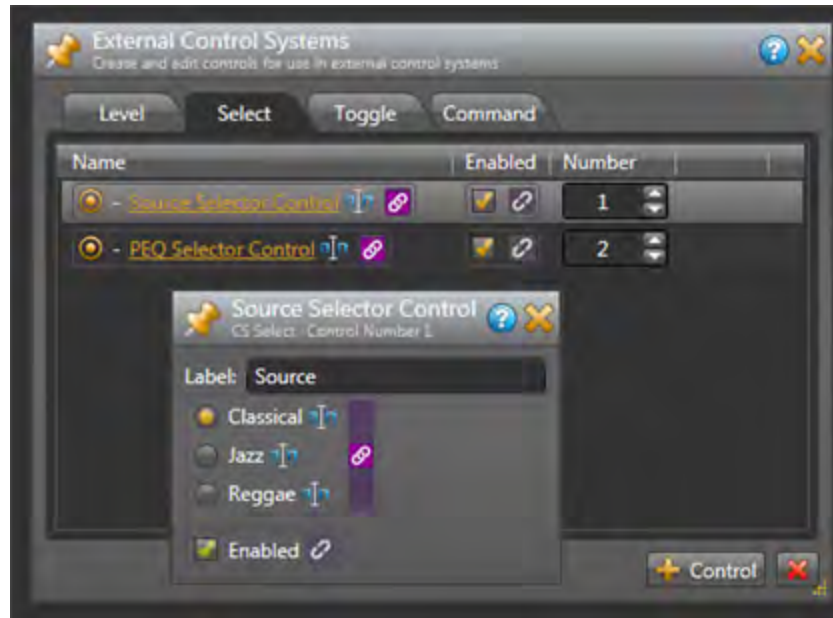 External Control Systems
Create and edit controls for use in external control systems
Level Select Toggle Command
Name Enabled Number
- Source Selector Control 1
- PEQ Selector Control 2
Source Selector Control
CS Select - Control Number 1
Label: Source
Classical
Jazz
Reggae
Enabled
Control